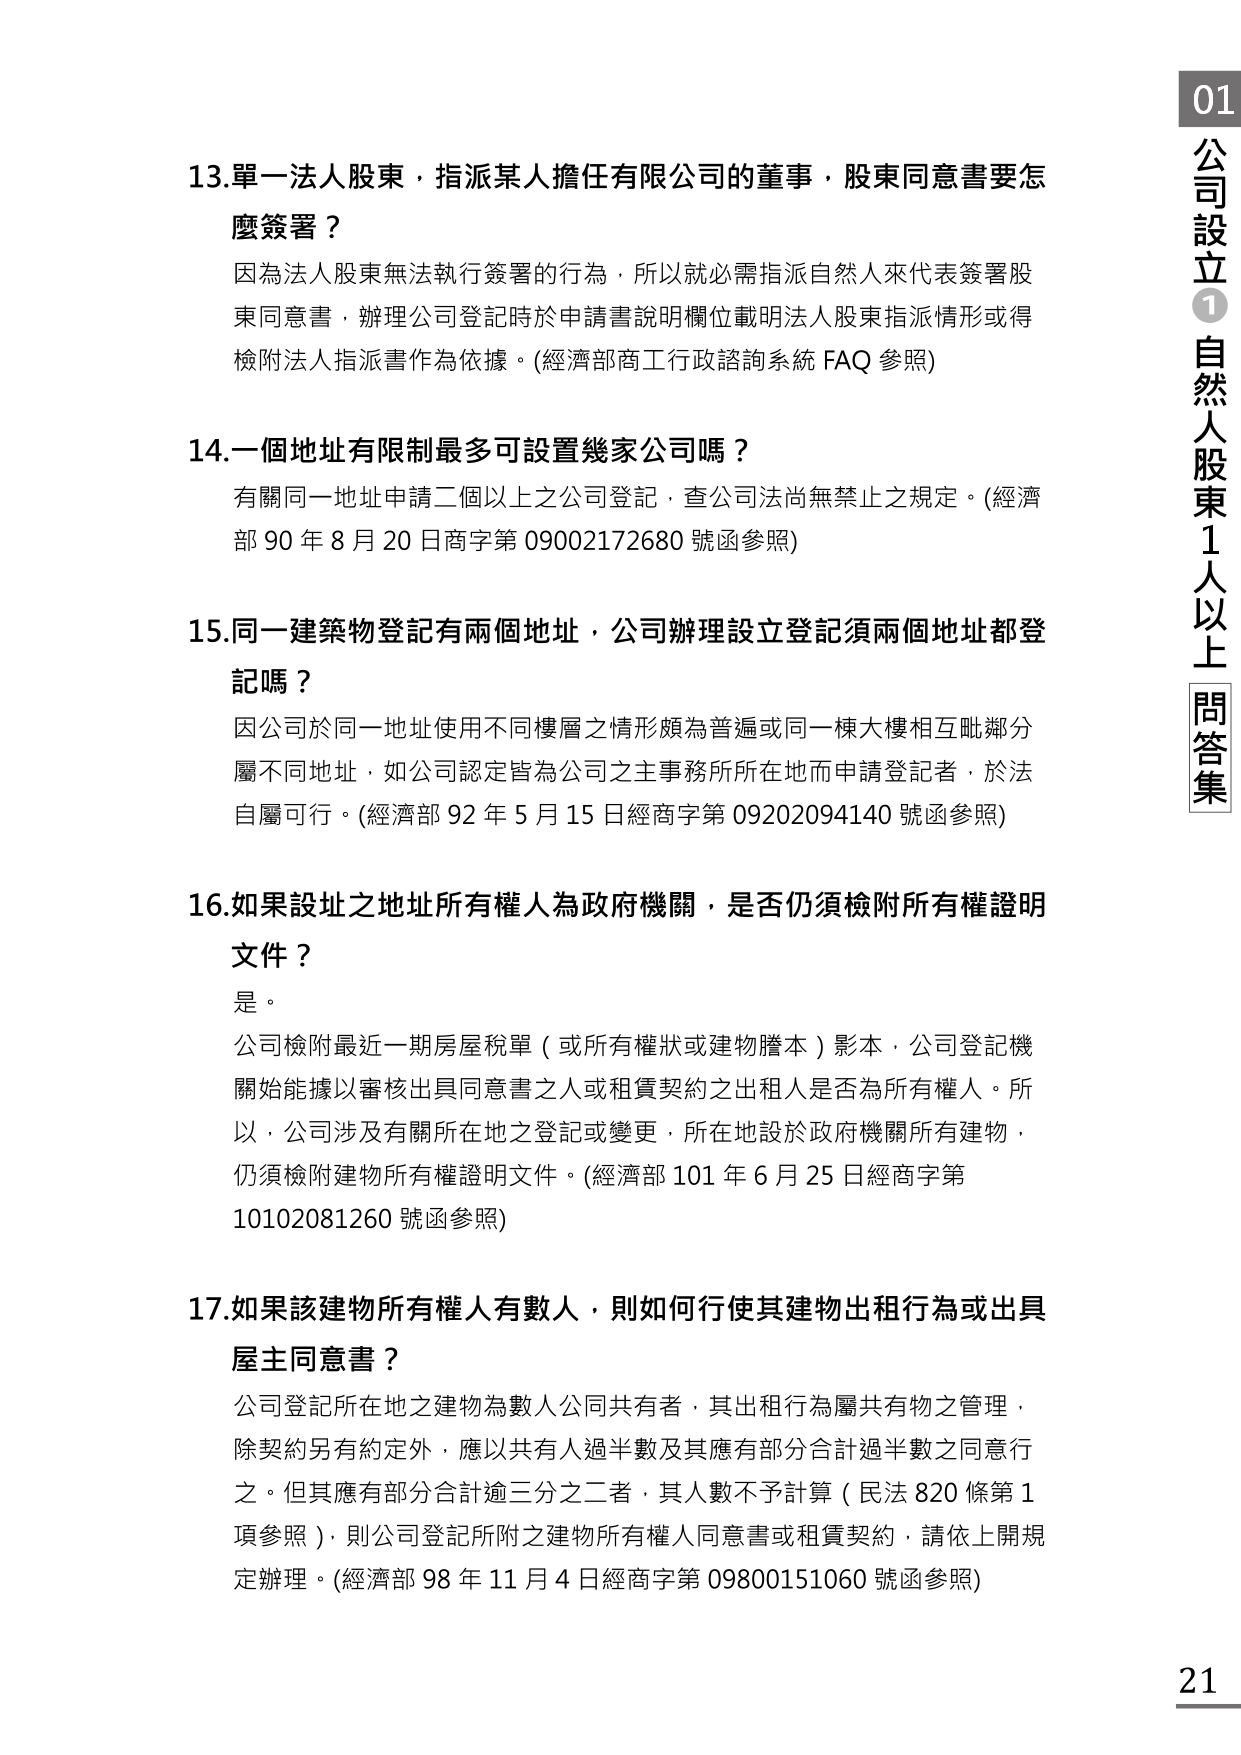 13.單一法人股東，指派某人擔任有限公司的董事，股東同意書要怎
麼簽署？
因為法人股東無法執行簽署的行為，所以就必需指派自然人來代表簽署股
東同意書，辦理公司登記時於申請書說明欄位載明法人股東指派情形或得
檢附法人指派書作為依據。(經濟部商工行政諮詢系統 FAQ 參照)
14.一個地址有限制最多可設置幾家公司嗎？
有關同一地址申請二個以上之公司登記，查公司法尚無禁止之規定。(經濟
部 90 年 8 月 20 日商字第 09002172680 號函參照)
15.同一建築物登記有兩個地址，公司辦理設立登記須兩個地址都登
記嗎？
因公司於同一地址使用不同樓層之情形頗為普遍或同一棟大樓相互毗鄰分
屬不同地址，如公司認定皆為公司之主事務所所在地而申請登記者，於法
自屬可行。(經濟部 92 年 5 月 15 日經商字第 09202094140 號函參照)
16.如果設址之地址所有權人為政府機關，是否仍須檢附所有權證明
文件？
是。
公司檢附最近一期房屋稅單 ( 或所有權狀或建物謄本 ) 影本，公司登記機
關始能據以審核出具同意書之人或租賃契約之出租人是否為所有權人。所
以，公司涉及有關所在地之登記或變更，所在地設於政府機關所有建物，
仍須檢附建物所有權證明文件。(經濟部 101 年 6 月 25 日經商字第
10102081260 號函參照)
17.如果該建物所有權人有數人，則如何行使其建物出租行為或出具
屋主同意書？
公司登記所在地之建物為數人公同共有者，其出租行為屬共有物之管理，
除契約另有約定外，應以共有人過半數及其應有部分合計過半數之同意行
之。但其應有部分合計逾三分之二者，其人數不予計算 ( 民法 820 條第 1
項參照 )，則公司登記所附之建物所有權人同意書或租賃契約，請依上開規
定辦理。(經濟部 98 年 11 月 4 日經商字第 09800151060 號函參照)
01
公司設立❶自然人股東1人以上 問答集
21